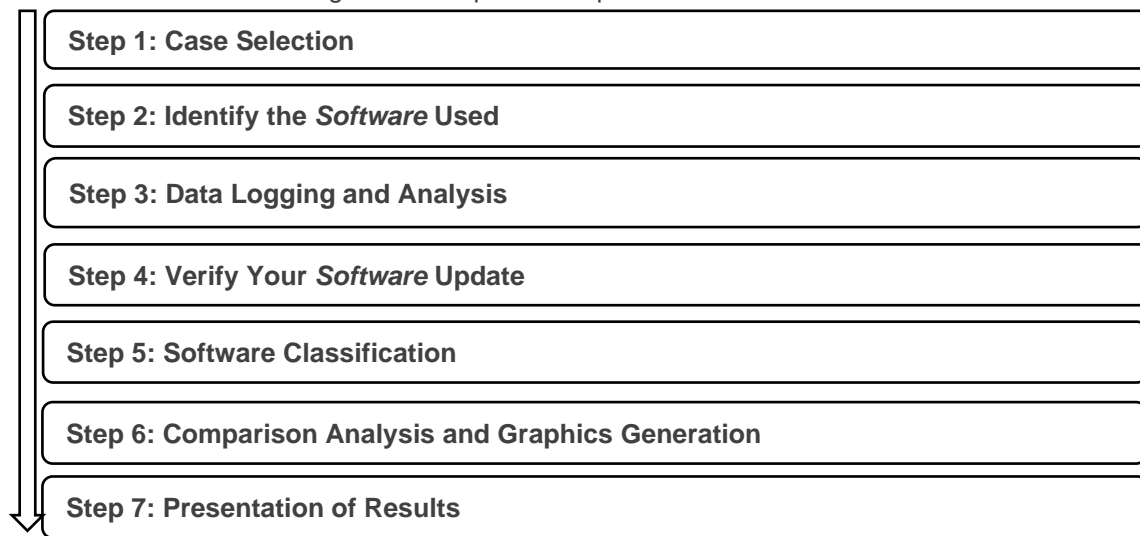 Step 1: Case Selection
Step 2: Identify the Software Used
Step 3: Data Logging and Analysis
Step 4: Verify Your Software Update
Step 5: Software Classification
Step 6: Comparison Analysis and Graphics Generation
Step 7: Presentation of Results